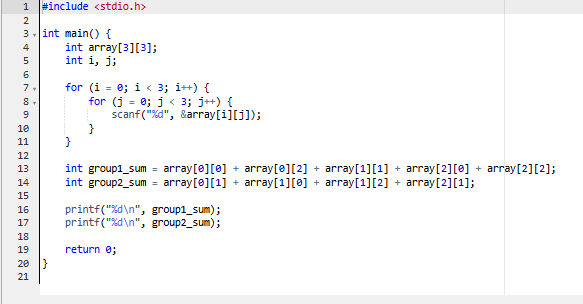 1 #include <stdio.h>
2
3 int main() {
4 int array[3][3];
5 int i, j;
6
7 for (i = 0; i < 3; i++) {
8 for (j = 0; j < 3; j++) {
9 scanf("%d", &array[i][j]);
10 }
11 }
12
13 int group1_sum = array[0][0] + array[0][2] + array[1][1] + array[2][0] + array[2][2];
14 int group2_sum = array[0][1] + array[1][0] + array[1][2] + array[2][1];
15
16 printf("%d\n", group1_sum);
17 printf("%d\n", group2_sum);
18
19 return 0;
20 }
21